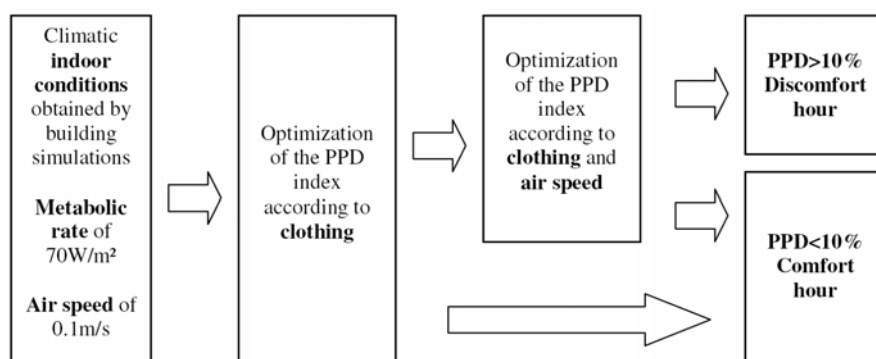 Climatic
indoor
conditions
obtained by
building
simulations
Metabolic
rate of
70W/m²
Air speed of
0.1m/s
Optimization
of the PPD
index
according to
clothing
Optimization
of the PPD
index
according to
clothing and
air speed
PPD>10%
Discomfort
hour
PPD<10%
Comfort
hour